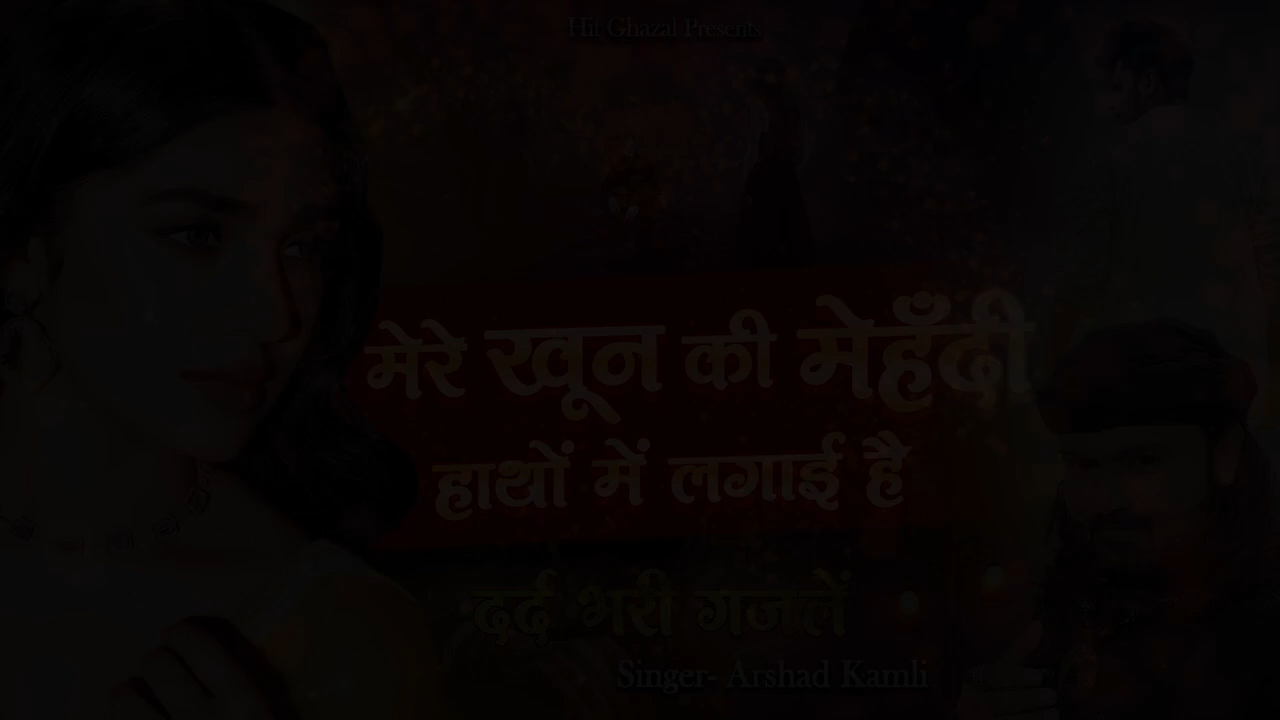 Hit Ghazal Presents
मेरे खून की मेहँदी
हाथों में लगाई है
दर्द भरी गजलें
Singer- Arshad Kamli